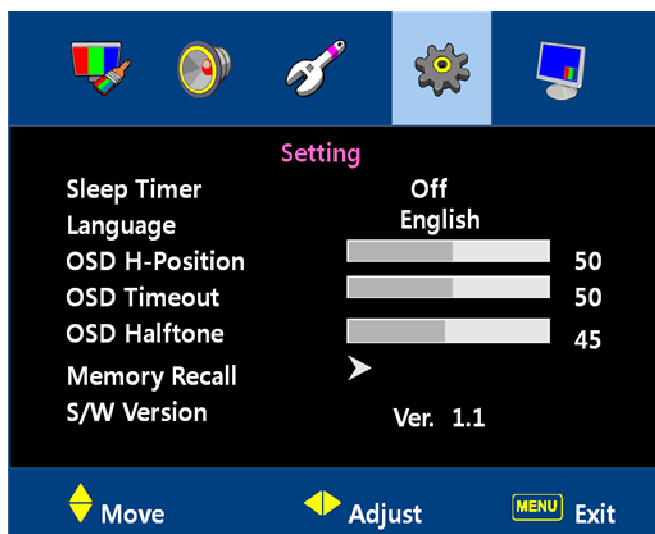 Setting
Sleep Timer Off
Language English
OSD H-Position 50
OSD Timeout 50
OSD Halftone 45
Memory Recall
S/W Version Ver. 1.1
Move Adjust MENU Exit